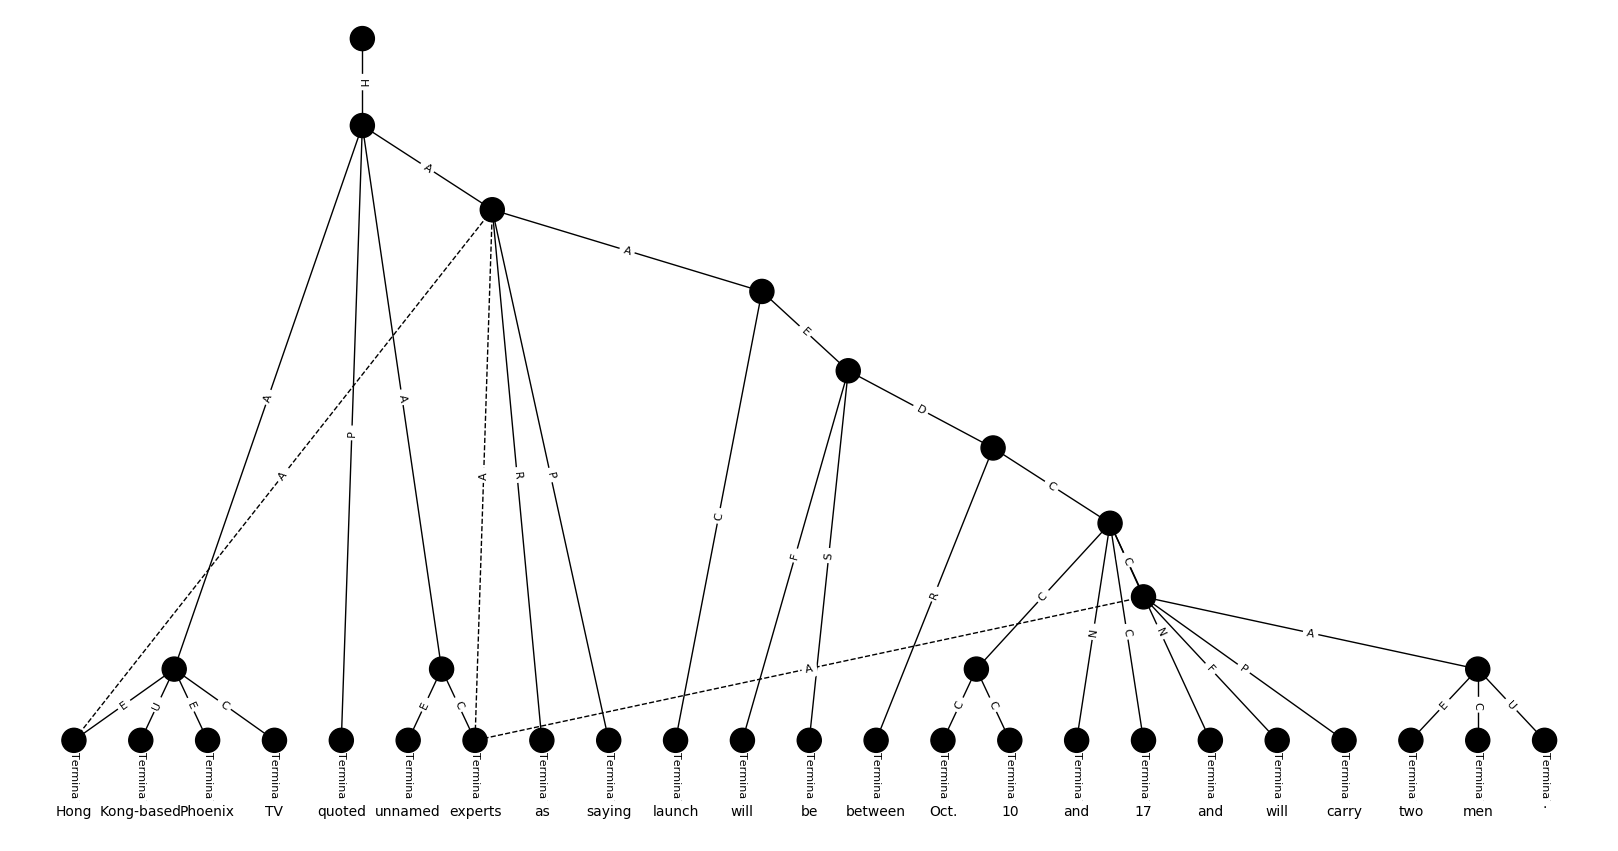 H
A
A
A
E
A A
D
P
A A R P C
C
C F S
C
C R
N C N A
A F P
E U E C E C C C E C U
Termina Termina Termina Termina Termina Termina Termina Termina Termina Termina Termina Termina Termina Termina Termina Termina Termina Termina Termina Termina Termina Termina Termina
Hong Kong-based Phoenix TV quoted unnamed experts as saying launch will be between Oct. 10 and 17 and will carry two men .